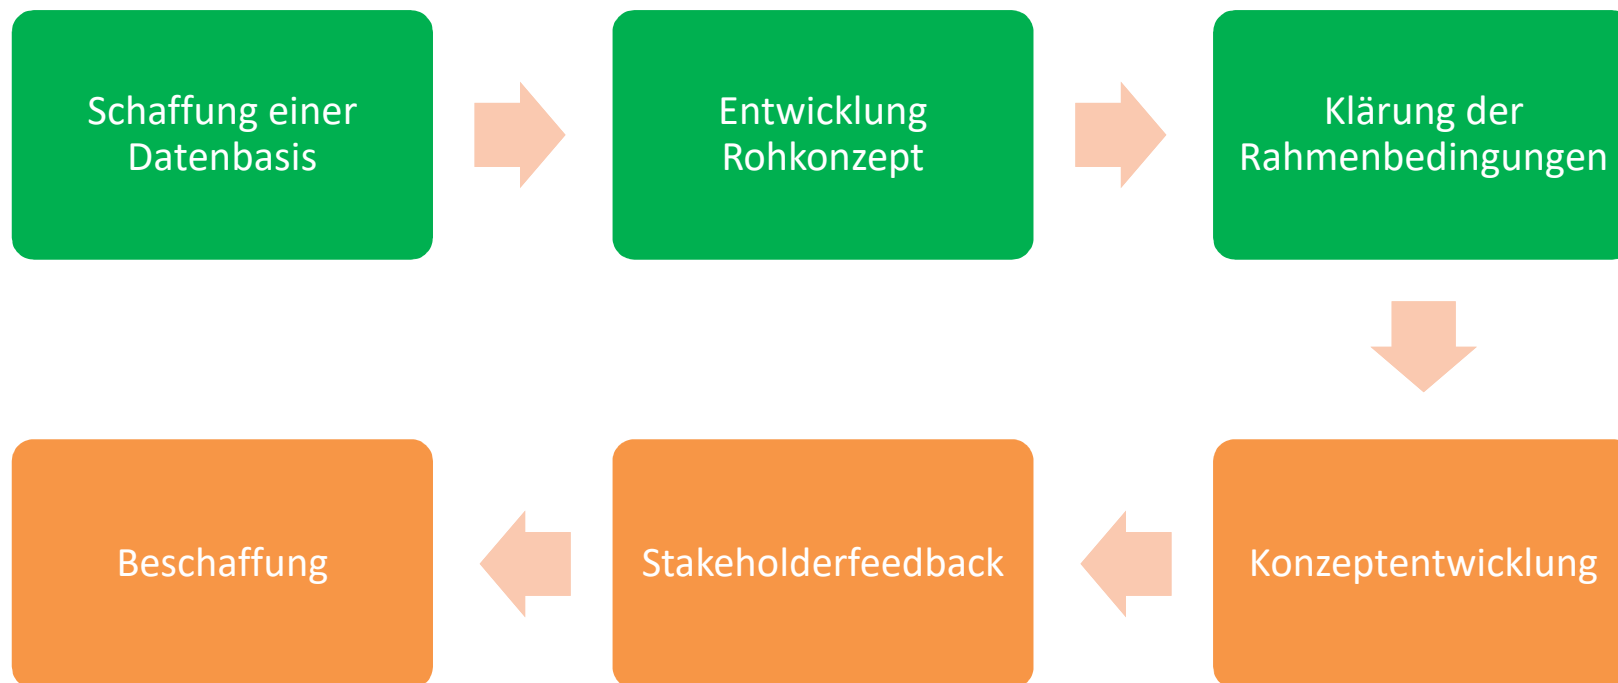 Schaffung einer
Datenbasis
Entwicklung
Rohkonzept
Klärung der
Rahmenbedingungen
Konzeptentwicklung
Stakeholderfeedback
Beschaffung